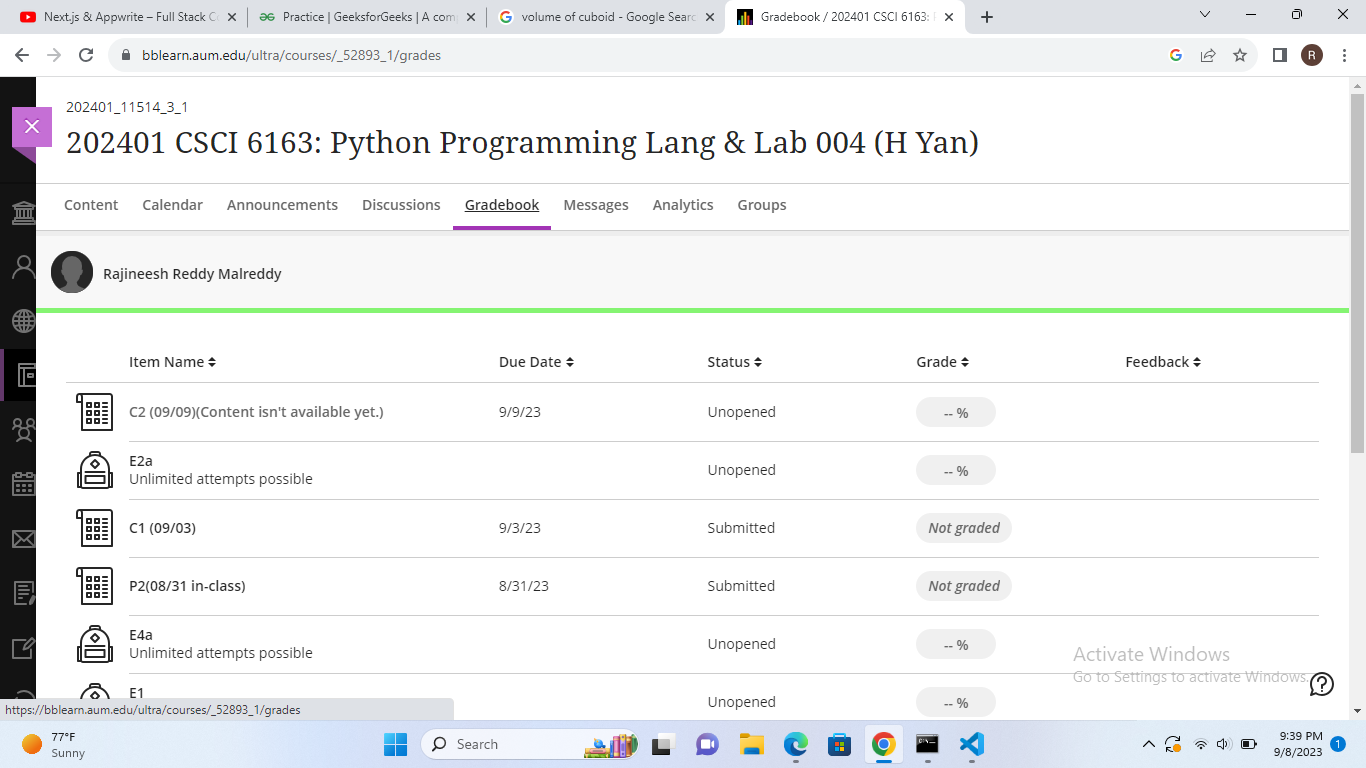 Next.js & Appwrite – Full Stack C
Practice | GeeksforGeeks | A com
volume of cuboid - Google Searc
Gradebook / 202401 CSCI 6163:
bblearn.aum.edu/ultra/courses/_52893_1/grades
R
202401_11514_3_1
202401 CSCI 6163: Python Programming Lang & Lab 004 (H Yan)
Content Calendar Announcements Discussions Gradebook Messages Analytics Groups
Rajineesh Reddy Malreddy
Item Name Due Date Status Grade Feedback
C2 (09/09)(Content isn't available yet.) 9/9/23 Unopened -- %
E2a
Unlimited attempts possible Unopened -- %
C1 (09/03) 9/3/23 Submitted Not graded
P2(08/31 in-class) 8/31/23 Submitted Not graded
E4a
Unlimited attempts possible Unopened -- %
E1
Unopened -- %
Activate Windows
Go to Settings to activate Windows.
https://bblearn.aum.edu/ultra/courses/_52893_1/grades
77°F
Sunny
Search
9:39 PM
9/8/2023
1